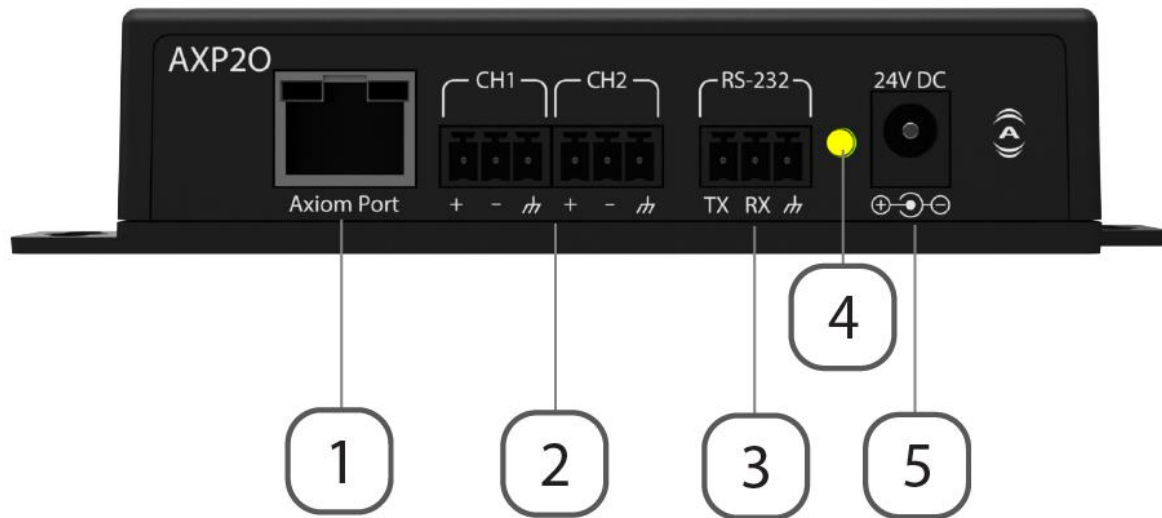 AXP2O
CH1 CH2 RS-232 24V DC
Axiom Port + - + - TX RX + -
A
4
1 2 3 5